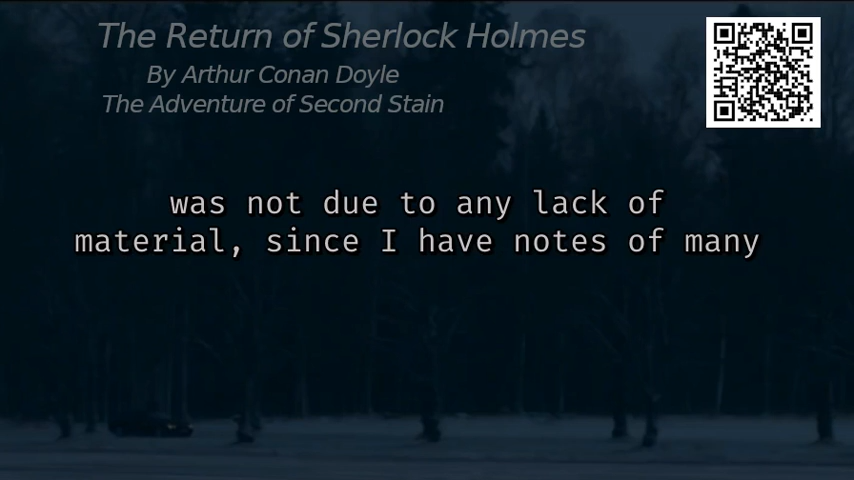 The Return of Sherlock Holmes
By Arthur Conan Doyle
The Adventure of Second Stain
was not due to any lack of
material, since I have notes of many